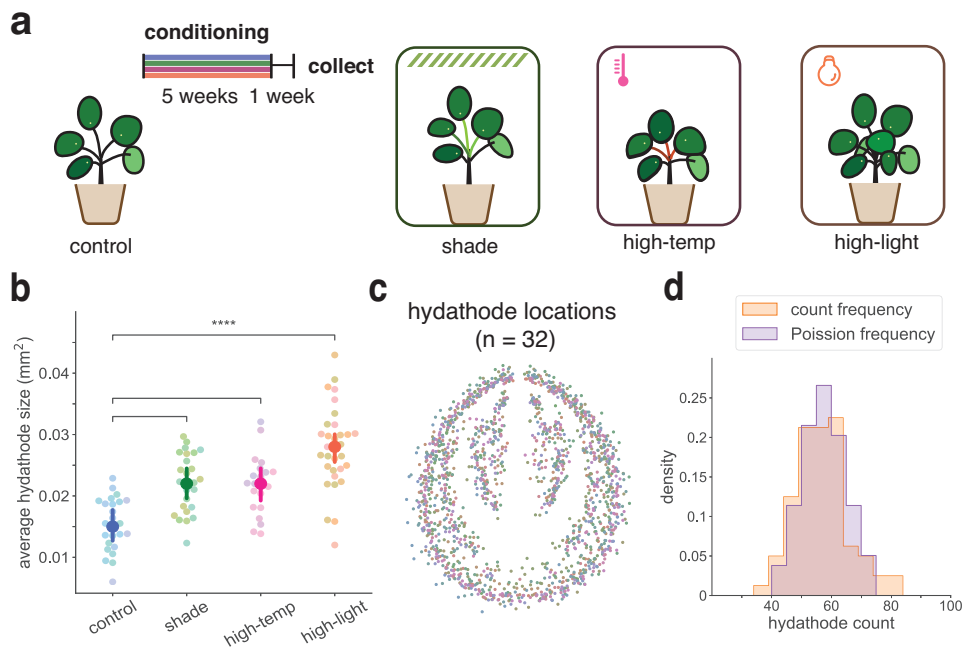 a
conditioning
collect
5 weeks 1 week
control
shade
high-temp
high-light
b
average hydathode size (mm²)
0.04
0.03
0.02
0.01
****
control
shade
high-temp
high-light
c
hydathode locations
(n = 32)
d
count frequency
Poission frequency
density
0.25
0.2
0.15
0.1
0.05
0
40
60
80
100
hydathode count